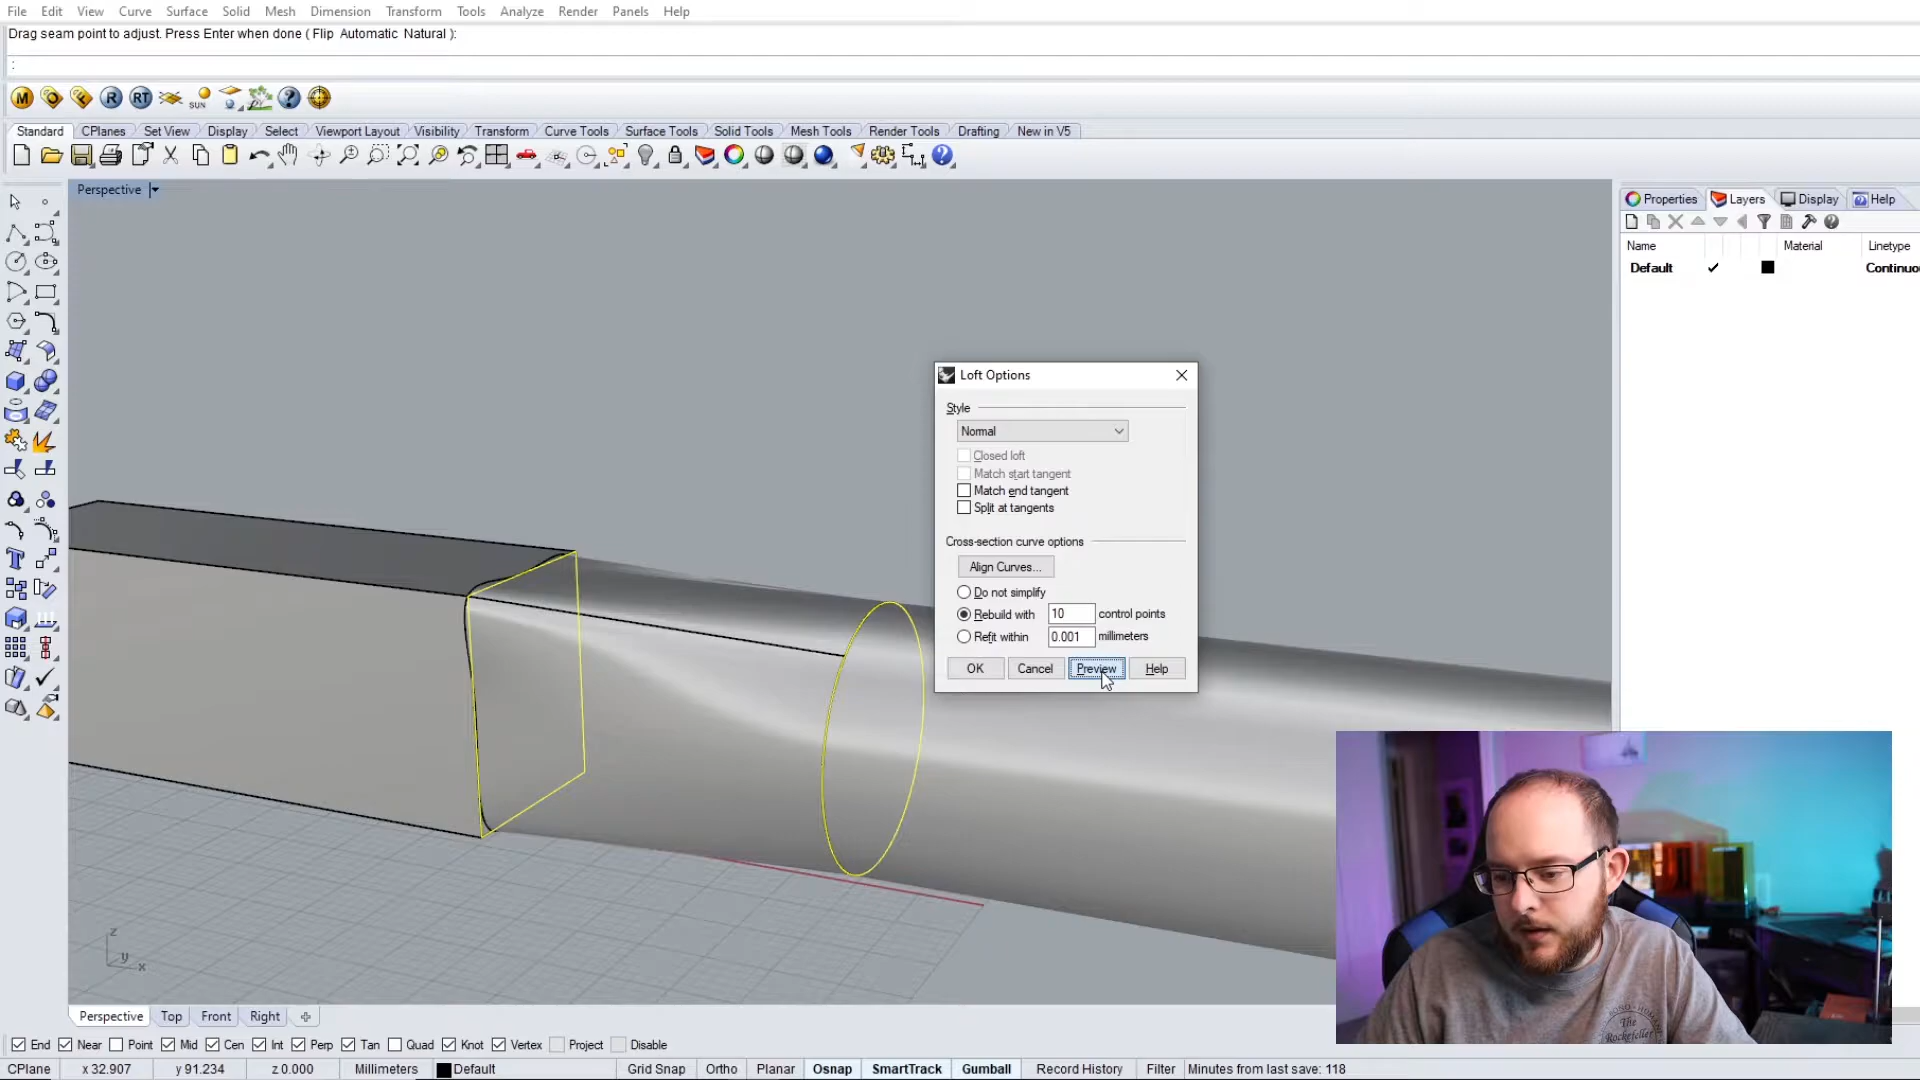 File Edit View Curve Surface Solid Mesh Dimension Transform Tools Analyze Render Panels Help
Drag seam point to adjust. Press Enter when done ( Flip Automatic Natural ):
:
M R RT SUN ?
Standard CPlanes Set View Display Select Viewport Layout Visibility Transform Curve Tools Surface Tools Solid Tools Mesh Tools Render Tools Drafting New in V5
Perspective
Properties Layers Display Help
Name Material Linetype
Default Continuo
Loft Options
Style
Normal
Closed loft
Match start tangent
Match end tangent
Split at tangents
Cross-section curve options
Align Curves...
Do not simplify
Rebuild with 10 control points
Refit within 0.001 millimeters
OK Cancel Preview Help
z
y
x
The
Rockefeller
Perspective Top Front Right
End Near Point Mid Cen Int Perp Tan Quad Knot Vertex Project Disable
CPlane x 32.907 y 91.234 z 0.000 Millimeters Default Grid Snap Ortho Planar Osnap SmartTrack Gumball Record History Filter Minutes from last save: 118